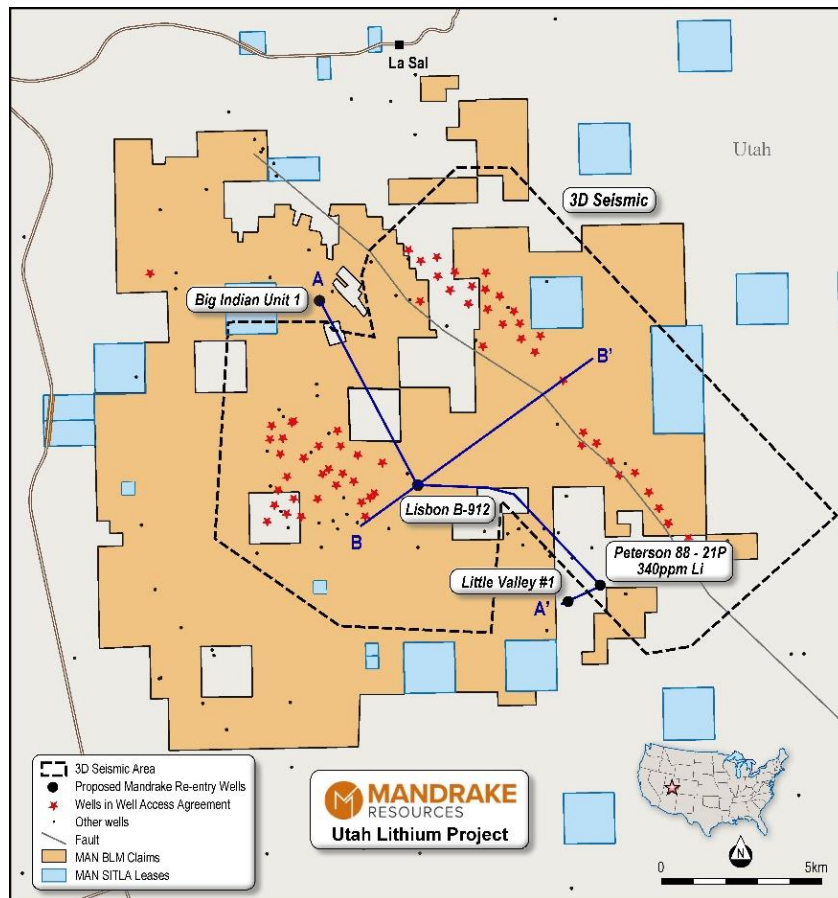 La Sal
Utah
3D Seismic
A
Big Indian Unit 1
B'
Lisbon B-912
B
Peterson 88 - 21P
340ppm Li
Little Valley #1
A'
3D Seismic Area
Proposed Mandrake Re-entry Wells
Wells in Well Access Agreement
Other wells
Fault
MAN BLM Claims
MAN SITLA Leases
MANDRAKE
RESOURCES
Utah Lithium Project
N
0 5km